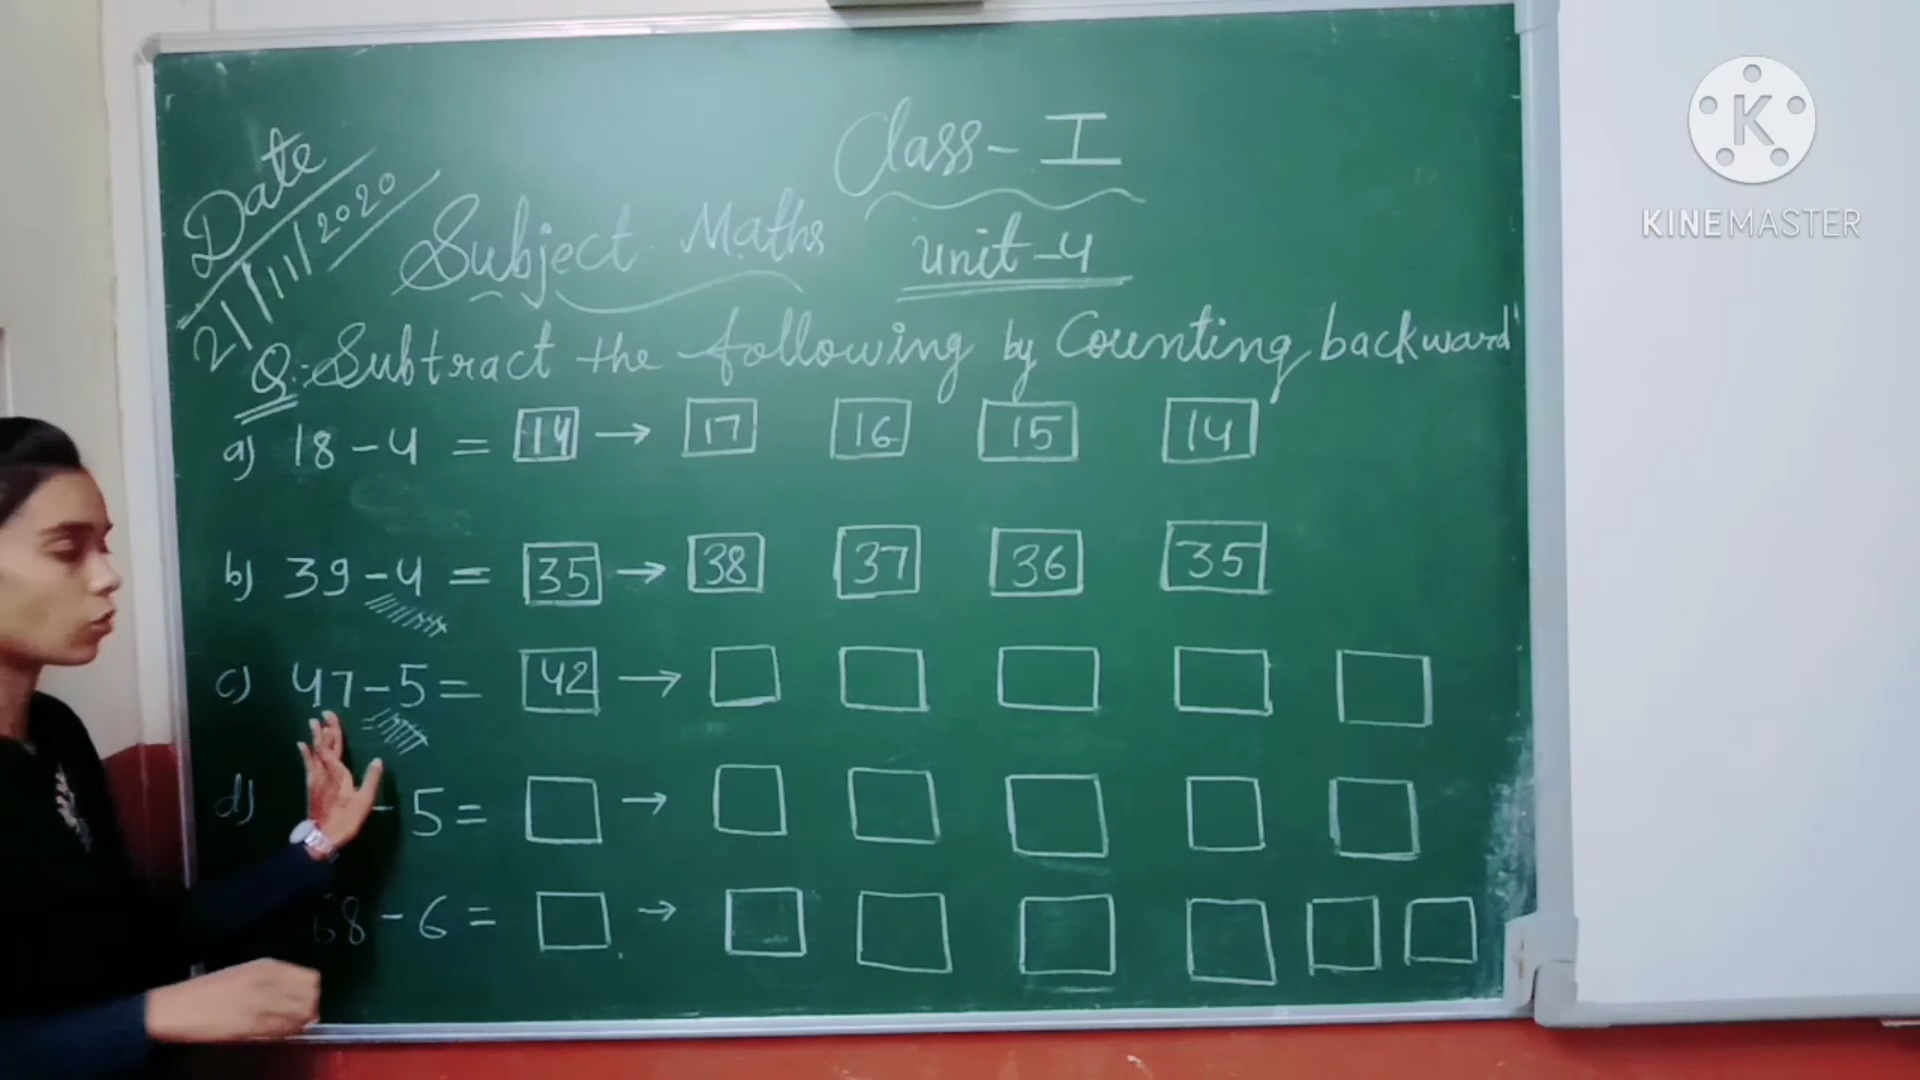 Date
21/11/2020
Class-I
Subject Maths
unit-4
Q:- Subtract the following by Counting backward
a) 18-4 = 14 → 17 16 15 14
b) 39-4 = 35 → 38 37 36 35
c) 47-5= 42 →
d) - 5= →
68-6= →
K
KINEMASTER